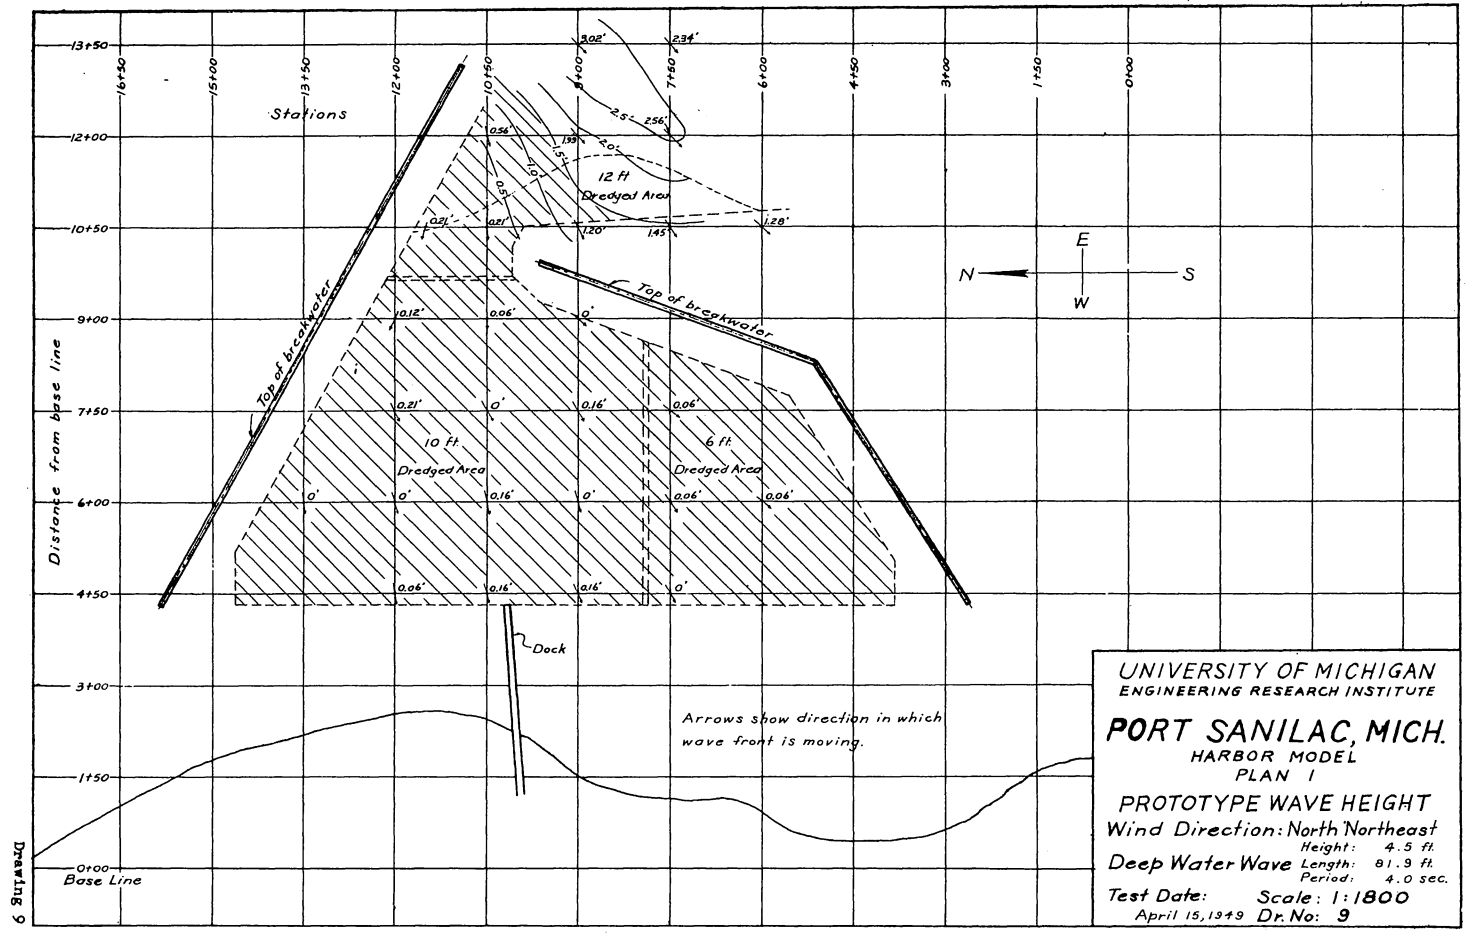 13+50
12+00
10+50
9+00
7+50
6+00
4+50
3+00
1+50
0+00
Distance from base line
Base Line
16+50
15+00
13+50
12+00
10+50
9+00
7+50
6+00
4+50
3+00
1+50
0+00
Stations
3.02'
2.34'
2.5'
2.56'
0.56'
1.99'
2.0'
1.5'
1.0'
0.5'
12 ft
Dredged Area
0.21'
0.21'
1.20'
1.45'
1.28'
Top of breakwater
Top of breakwater
0.12'
0.06'
0'
0.21'
0'
0.16'
0.06'
10 ft.
Dredged Area
6 ft.
Dredged Area
0'
0'
0.16'
0'
0.06'
0.06'
0.06'
0.16'
0.16'
0'
Dock
E
N
S
W
Arrows show direction in which
wave front is moving.
UNIVERSITY OF MICHIGAN
ENGINEERING RESEARCH INSTITUTE
PORT SANILAC, MICH.
HARBOR MODEL
PLAN 1
PROTOTYPE WAVE HEIGHT
Wind Direction: North Northeast
Height: 4.5 ft.
Deep Water Wave Length: 81.9 ft.
Period: 4.0 sec.
Test Date: Scale: 1:1800
April 15, 1949 Dr. No: 9
Drawing 9